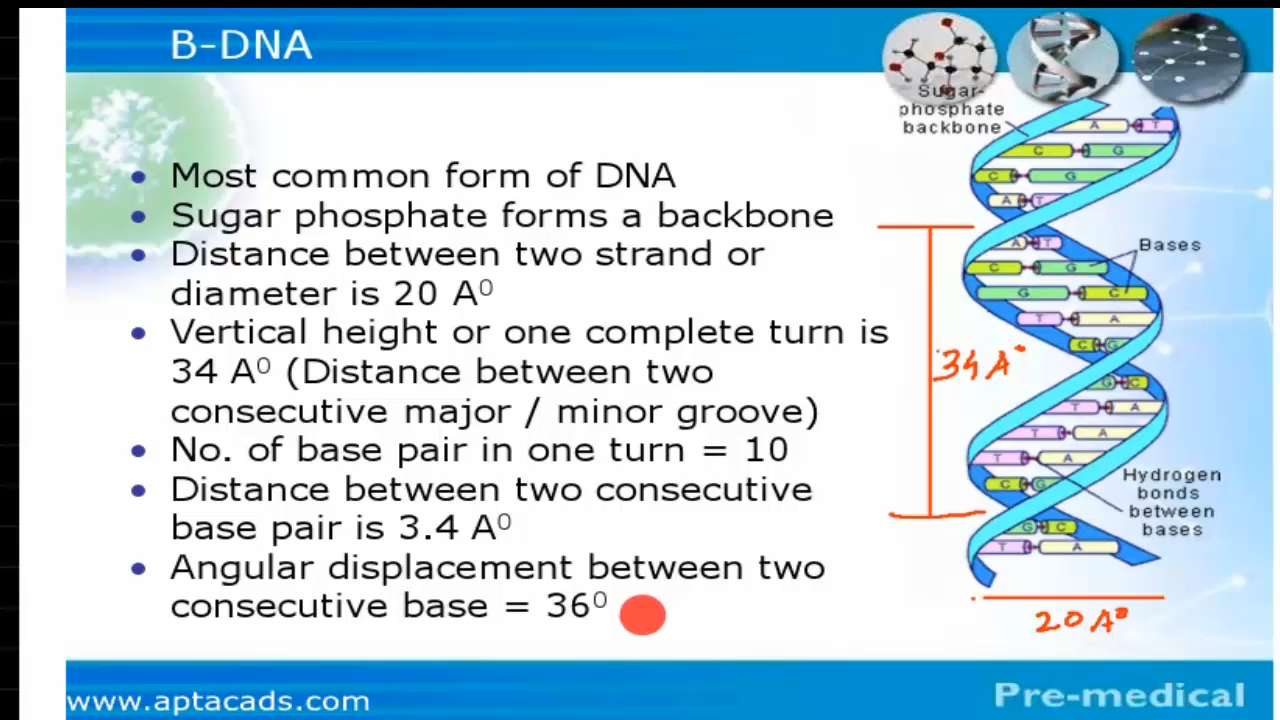 B-DNA
• Most common form of DNA
• Sugar phosphate forms a backbone
• Distance between two strand or
diameter is 20 A⁰
• Vertical height or one complete turn is
34 A⁰ (Distance between two
consecutive major / minor groove)
• No. of base pair in one turn = 10
• Distance between two consecutive
base pair is 3.4 A⁰
• Angular displacement between two
consecutive base = 36⁰
Sugar-
phosphate
backbone
A T
C G
C G
A T
A T
Bases
C G
G C
T A
C G
34 A°
G C
T A
T A
T A
Hydrogen
bonds
between
bases
C G
G C
T A
20 A°
www.aptacads.com
Pre-medical